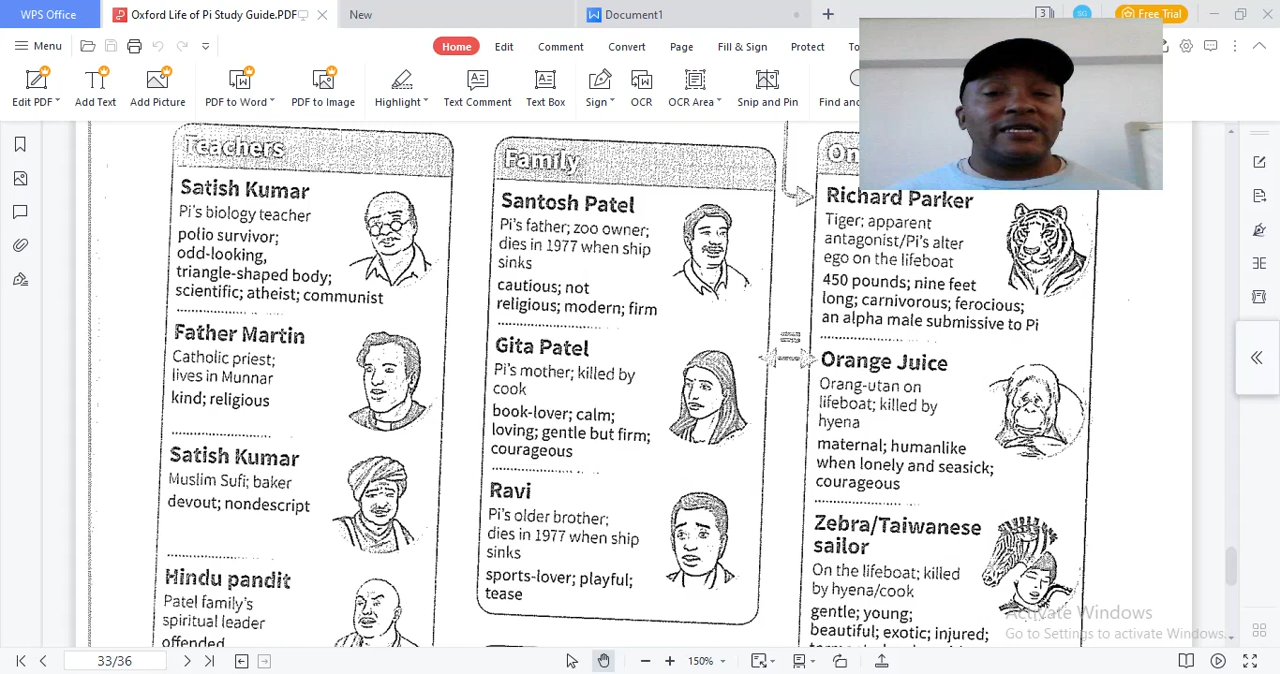 WPS Office
Oxford Life of Pi Study Guide.PDF
New
Document1
3
SG
Free Trial
Menu
Home
Edit
Comment
Convert
Page
Fill & Sign
Protect
Edit PDF
Add Text
Add Picture
PDF to Word
PDF to Image
Highlight
Text Comment
Text Box
Sign
OCR
OCR Area
Snip and Pin
Teachers
Satish Kumar
Pi's biology teacher
polio survivor;
odd-looking,
triangle-shaped body;
scientific; atheist; communist
Father Martin
Catholic priest;
lives in Munnar
kind; religious
Satish Kumar
Muslim Sufi; baker
devout; nondescript
Hindu pandit
Patel family's
spiritual leader
offended
Family
Santosh Patel
Pi's father; zoo owner;
dies in 1977 when ship
sinks
cautious; not
religious; modern; firm
Gita Patel
Pi's mother; killed by
cook
book-lover; calm;
loving; gentle but firm;
courageous
Ravi
Pi's older brother;
dies in 1977 when ship
sinks
sports-lover; playful;
tease
Richard Parker
Tiger; apparent
antagonist/Pi's alter
ego on the lifeboat
450 pounds; nine feet
long; carnivorous; ferocious;
an alpha male submissive to Pi
Orange Juice
Orang-utan on
lifeboat; killed by
hyena
maternal; humanlike
when lonely and seasick;
courageous
Zebra/Taiwanese
sailor
On the lifeboat; killed
by hyena/cook
gentle; young;
beautiful; exotic; injured;
Activate Windows
Go to Settings to activate Windows.
33/36
150%